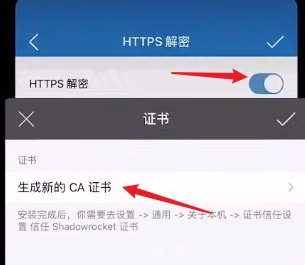 HTTPS 解密
HTTPS 解密
证书
证书
生成新的 CA 证书
安装完成后，你需要去设置 -> 通用 -> 关于本机 -> 证书信任设
置 信任 Shadowrocket 证书